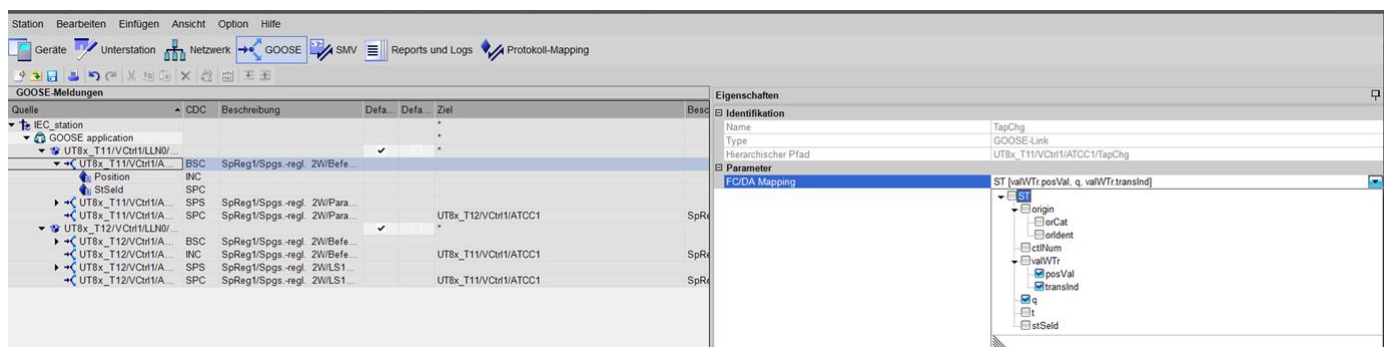 Station Bearbeiten Einfügen Ansicht Option Hilfe
Geräte Unterstation Netzwerk GOOSE SMV Reports und Logs Protokoll-Mapping
GOOSE-Meldungen
Quelle CDC Beschreibung Defa... Defa... Ziel Besc
IEC_station *
GOOSE application *
UT8x_T11/VCtrl1/LLN0/... *
UT8x_T11/VCtrl1/A... BSC SpReg1/Spgs.-regl. 2W/Befe...
Position INC
StSeld SPC
UT8x_T11/VCtrl1/A... SPS SpReg1/Spgs.-regl. 2W/Para...
UT8x_T11/VCtrl1/A... SPC SpReg1/Spgs.-regl. 2W/Para... UT8x_T12/VCtrl1/ATCC1 SpRe
UT8x_T12/VCtrl1/LLN0/... *
UT8x_T12/VCtrl1/A... BSC SpReg1/Spgs.-regl. 2W/Befe...
UT8x_T12/VCtrl1/A... INC SpReg1/Spgs.-regl. 2W/Befe... UT8x_T11/VCtrl1/ATCC1 SpRe
UT8x_T12/VCtrl1/A... SPS SpReg1/Spgs.-regl. 2W/LS1...
UT8x_T12/VCtrl1/A... SPC SpReg1/Spgs.-regl. 2W/LS1... UT8x_T11/VCtrl1/ATCC1 SpRe
Eigenschaften
Identifikation
Name TapChg
Type GOOSE-Link
Hierarchischer Pfad UT8x_T11/VCtrl1/ATCC1/TapChg
Parameter
FC/DA Mapping ST [valWTr.posVal, q, valWTr.transInd]
ST
origin
orCat
orIdent
ctlNum
valWTr
posVal
transInd
q
t
stSeld